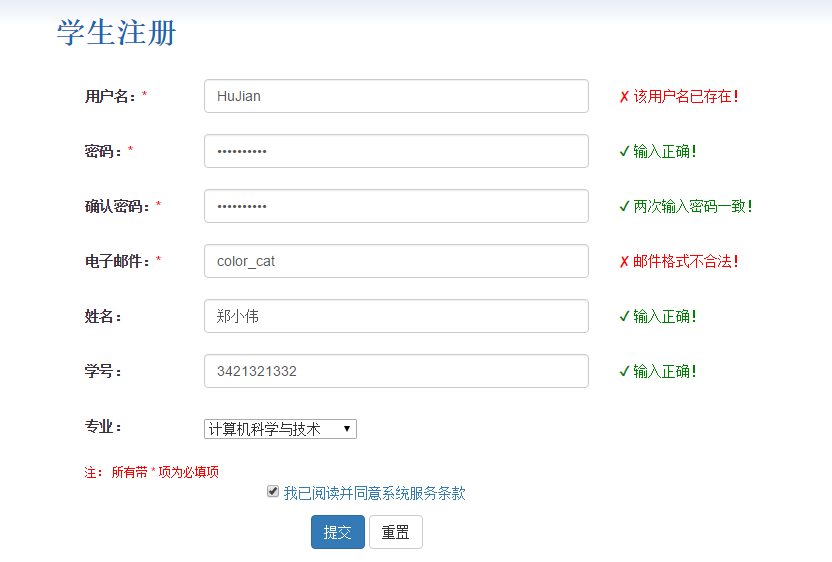 学生注册
用户名：* HuJian ✗ 该用户名已存在！
密码：* •••••••••• ✓ 输入正确！
确认密码：* •••••••••• ✓ 两次输入密码一致！
电子邮件：* color_cat ✗ 邮件格式不合法！
姓名： 郑小伟 ✓ 输入正确！
学号： 3421321332 ✓ 输入正确！
专业： 计算机科学与技术
注： 所有带 * 项为必填项
我已阅读并同意系统服务条款
提交 重置